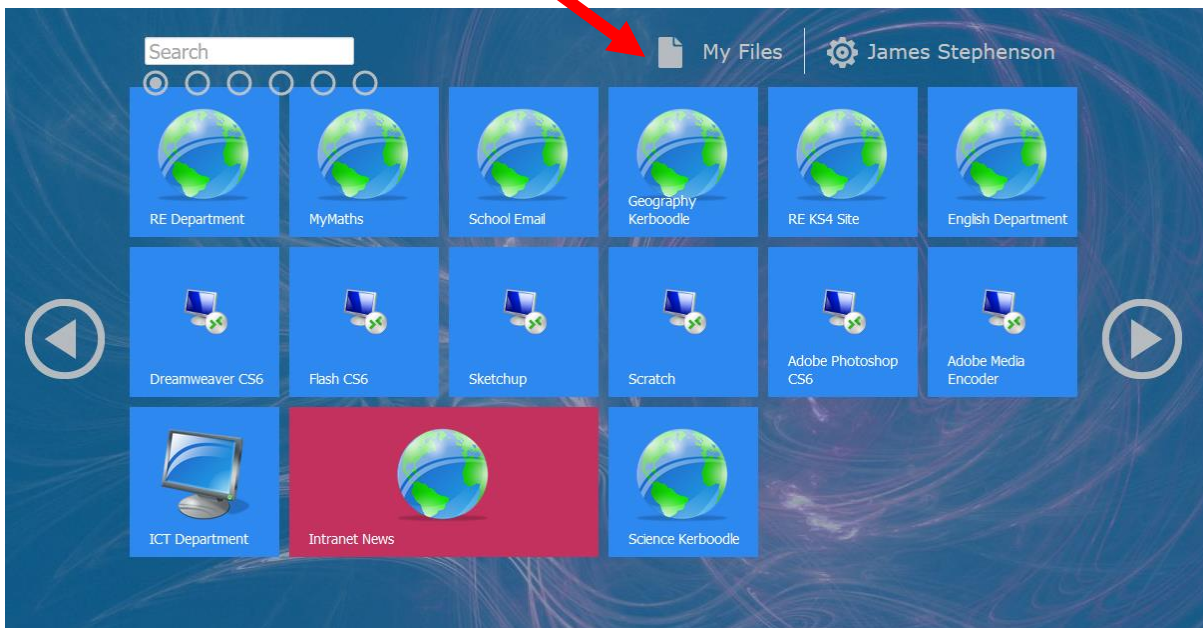 Search
My Files
James Stephenson
RE Department
MyMaths
School Email
Geography
Kerboodle
RE KS4 Site
English Department
Dreamweaver CS6
Flash CS6
Sketchup
Scratch
Adobe Photoshop
CS6
Adobe Media
Encoder
ICT Department
Intranet News
Science Kerboodle